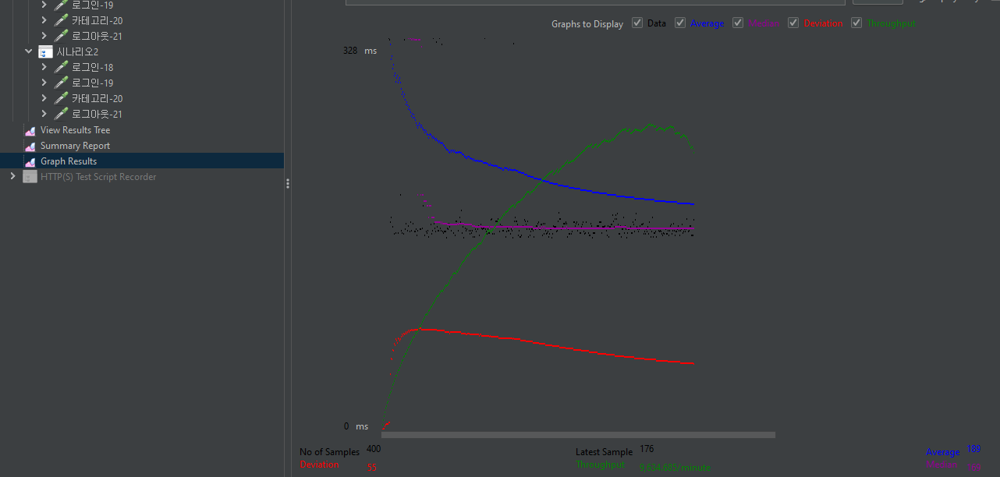 로그인-19
카테고리-20
로그아웃-21
시나리오2
로그인-18
로그인-19
카테고리-20
로그아웃-21
View Results Tree
Summary Report
Graph Results
HTTP(S) Test Script Recorder
Graphs to Display Data Average Median Deviation Throughput
328 ms
0 ms
No of Samples 400 Latest Sample 176 Average 189
Deviation 55 Throughput 9,634.685/minute Median 169